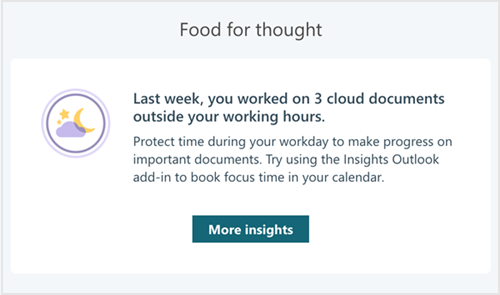 Food for thought
Last week, you worked on 3 cloud documents
outside your working hours.
Protect time during your workday to make progress on
important documents. Try using the Insights Outlook
add-in to book focus time in your calendar.
More insights